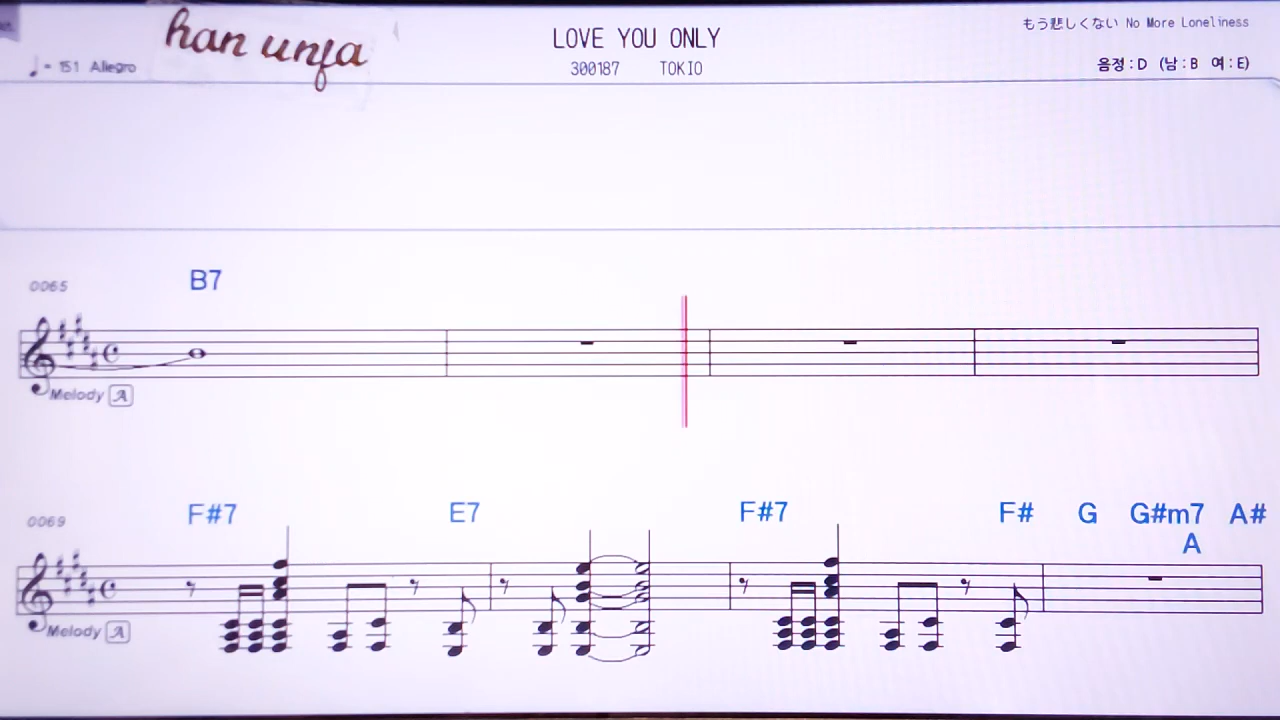 han unfa
LOVE YOU ONLY
もう悲しくない No More Loneliness
♩= 151 Allegro
300187 TOKIO
음정:D (남:B 여:E)
0065
B7
Melody A
0069
F#7 E7 F#7 F# G G#m7 A#
A
Melody A